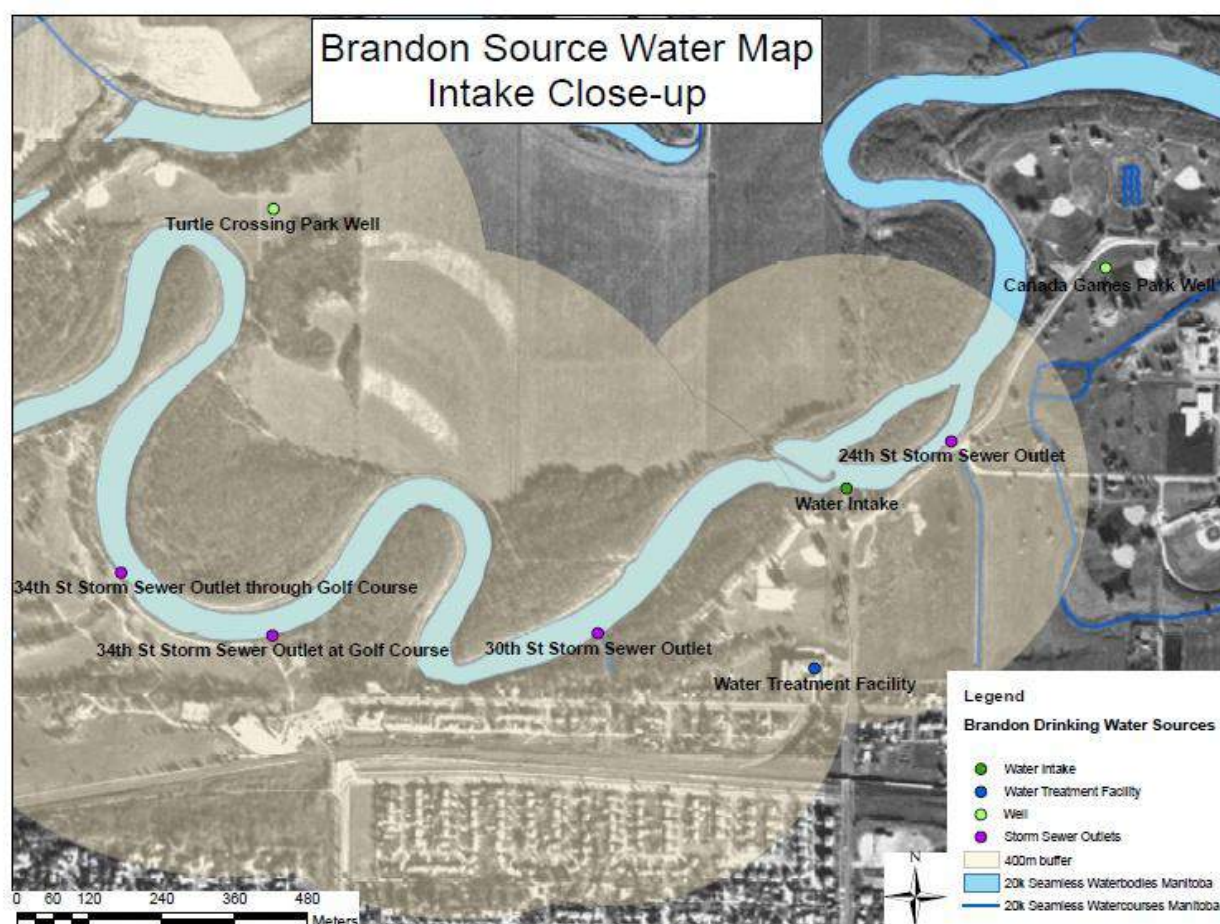 Brandon Source Water Map
Intake Close-up
Turtle Crossing Park Well
Canada Games Park Well
24th St Storm Sewer Outlet
Water Intake
34th St Storm Sewer Outlet through Golf Course
34th St Storm Sewer Outlet at Golf Course
30th St Storm Sewer Outlet
Water Treatment Facility
Legend
Brandon Drinking Water Sources
Water Intake
Water Treatment Facility
Well
Storm Sewer Outlets
400m buffer
20k Seamless Waterbodies Manitoba
20k Seamless Watercourses Manitoba
N
0 60 120 240 360 480
Meters